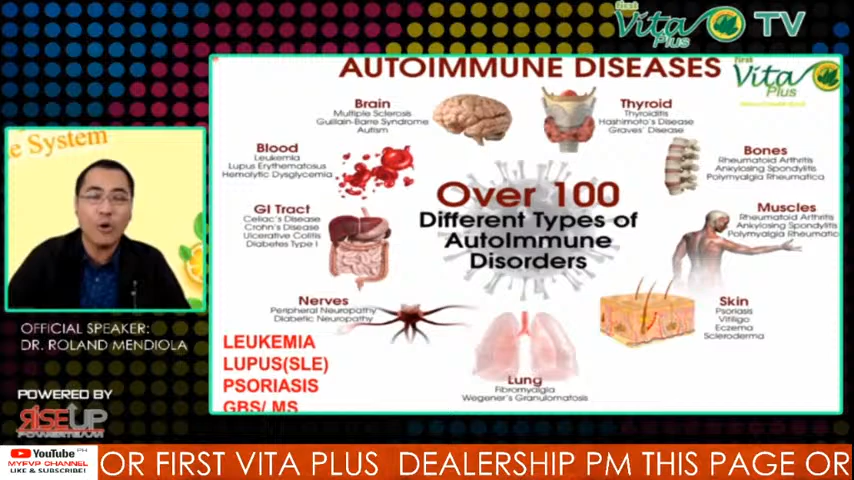 first
Vita
Plus
TV
AUTOIMMUNE DISEASES
first
Vita
Plus
e System
Brain
Multiple Sclerosis
Guillain-Barre Syndrome
Autism
Thyroid
Thyroiditis
Hashimoto's Disease
Graves' Disease
Blood
Leukemia
Lupus Erythematosus
Hemolytic Dysglycemia
Bones
Rheumatoid Arthritis
Ankylosing Spondylitis
Polymyalgia Rheumatica
Over 100
Different Types of
AutoImmune
Disorders
GI Tract
Celiac's Disease
Crohn's Disease
Ulcerative Colitis
Diabetes Type I
Muscles
Rheumatoid Arthritis
Ankylosing Spondylitis
Polymyalgia Rheumatic
Nerves
Peripheral Neuropathy
Diabetic Neuropathy
Skin
Psoriasis
Vitiligo
Eczema
Scleroderma
Lung
Fibromyalgia
Wegener's Granulomatosis
LEUKEMIA
LUPUS(SLE)
PSORIASIS
GBS/ MS
OFFICIAL SPEAKER:
DR. ROLAND MENDIOLA
POWERED BY
RISEUP
POWERTEAM
YouTube PH
MYFVP CHANNEL
LIKE & SUBSCRIBE!
OR FIRST VITA PLUS DEALERSHIP PM THIS PAGE OR